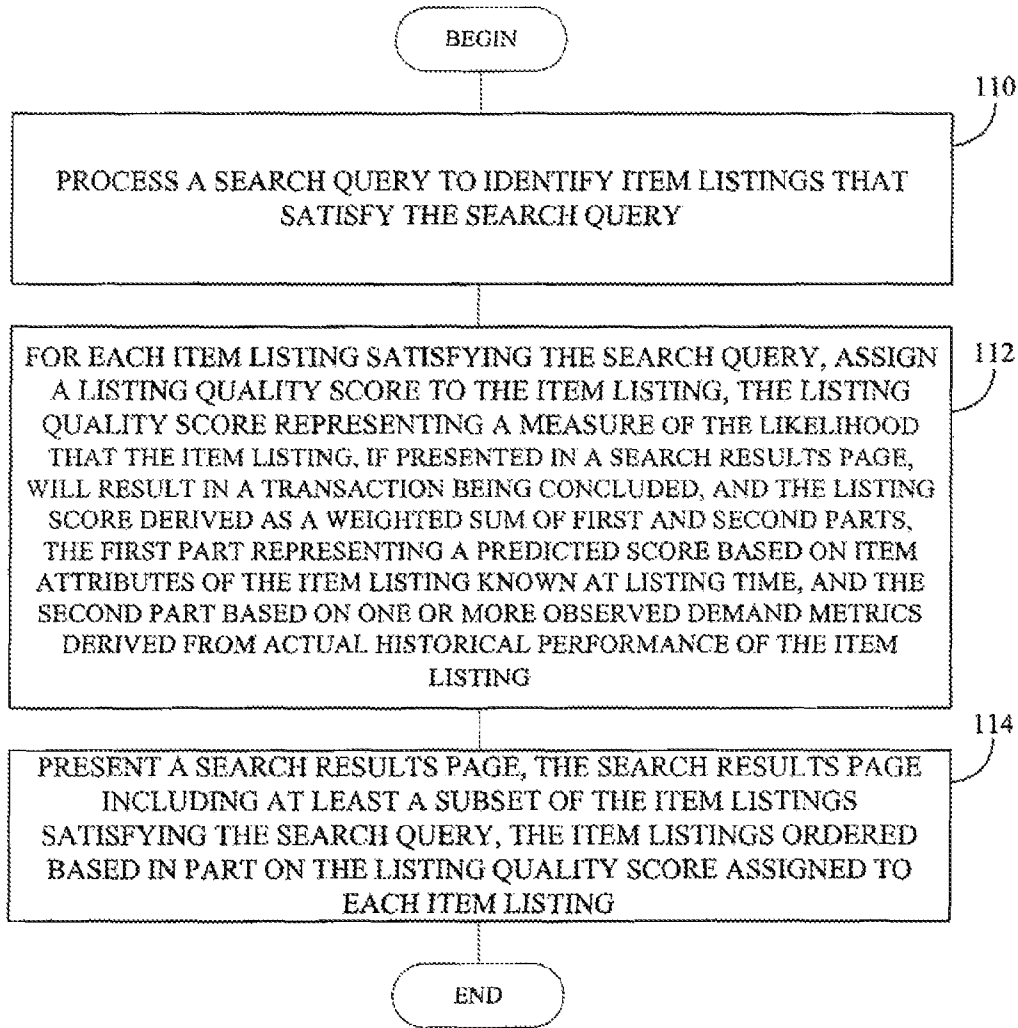 BEGIN
110
PROCESS A SEARCH QUERY TO IDENTIFY ITEM LISTINGS THAT
SATISFY THE SEARCH QUERY
112
FOR EACH ITEM LISTING SATISFYING THE SEARCH QUERY, ASSIGN
A LISTING QUALITY SCORE TO THE ITEM LISTING, THE LISTING
QUALITY SCORE REPRESENTING A MEASURE OF THE LIKELIHOOD
THAT THE ITEM LISTING, IF PRESENTED IN A SEARCH RESULTS PAGE,
WILL RESULT IN A TRANSACTION BEING CONCLUDED, AND THE LISTING
SCORE DERIVED AS A WEIGHTED SUM OF FIRST AND SECOND PARTS,
THE FIRST PART REPRESENTING A PREDICTED SCORE BASED ON ITEM
ATTRIBUTES OF THE ITEM LISTING KNOWN AT LISTING TIME, AND THE
SECOND PART BASED ON ONE OR MORE OBSERVED DEMAND METRICS
DERIVED FROM ACTUAL HISTORICAL PERFORMANCE OF THE ITEM
LISTING
114
PRESENT A SEARCH RESULTS PAGE, THE SEARCH RESULTS PAGE
INCLUDING AT LEAST A SUBSET OF THE ITEM LISTINGS
SATISFYING THE SEARCH QUERY, THE ITEM LISTINGS ORDERED
BASED IN PART ON THE LISTING QUALITY SCORE ASSIGNED TO
EACH ITEM LISTING
END